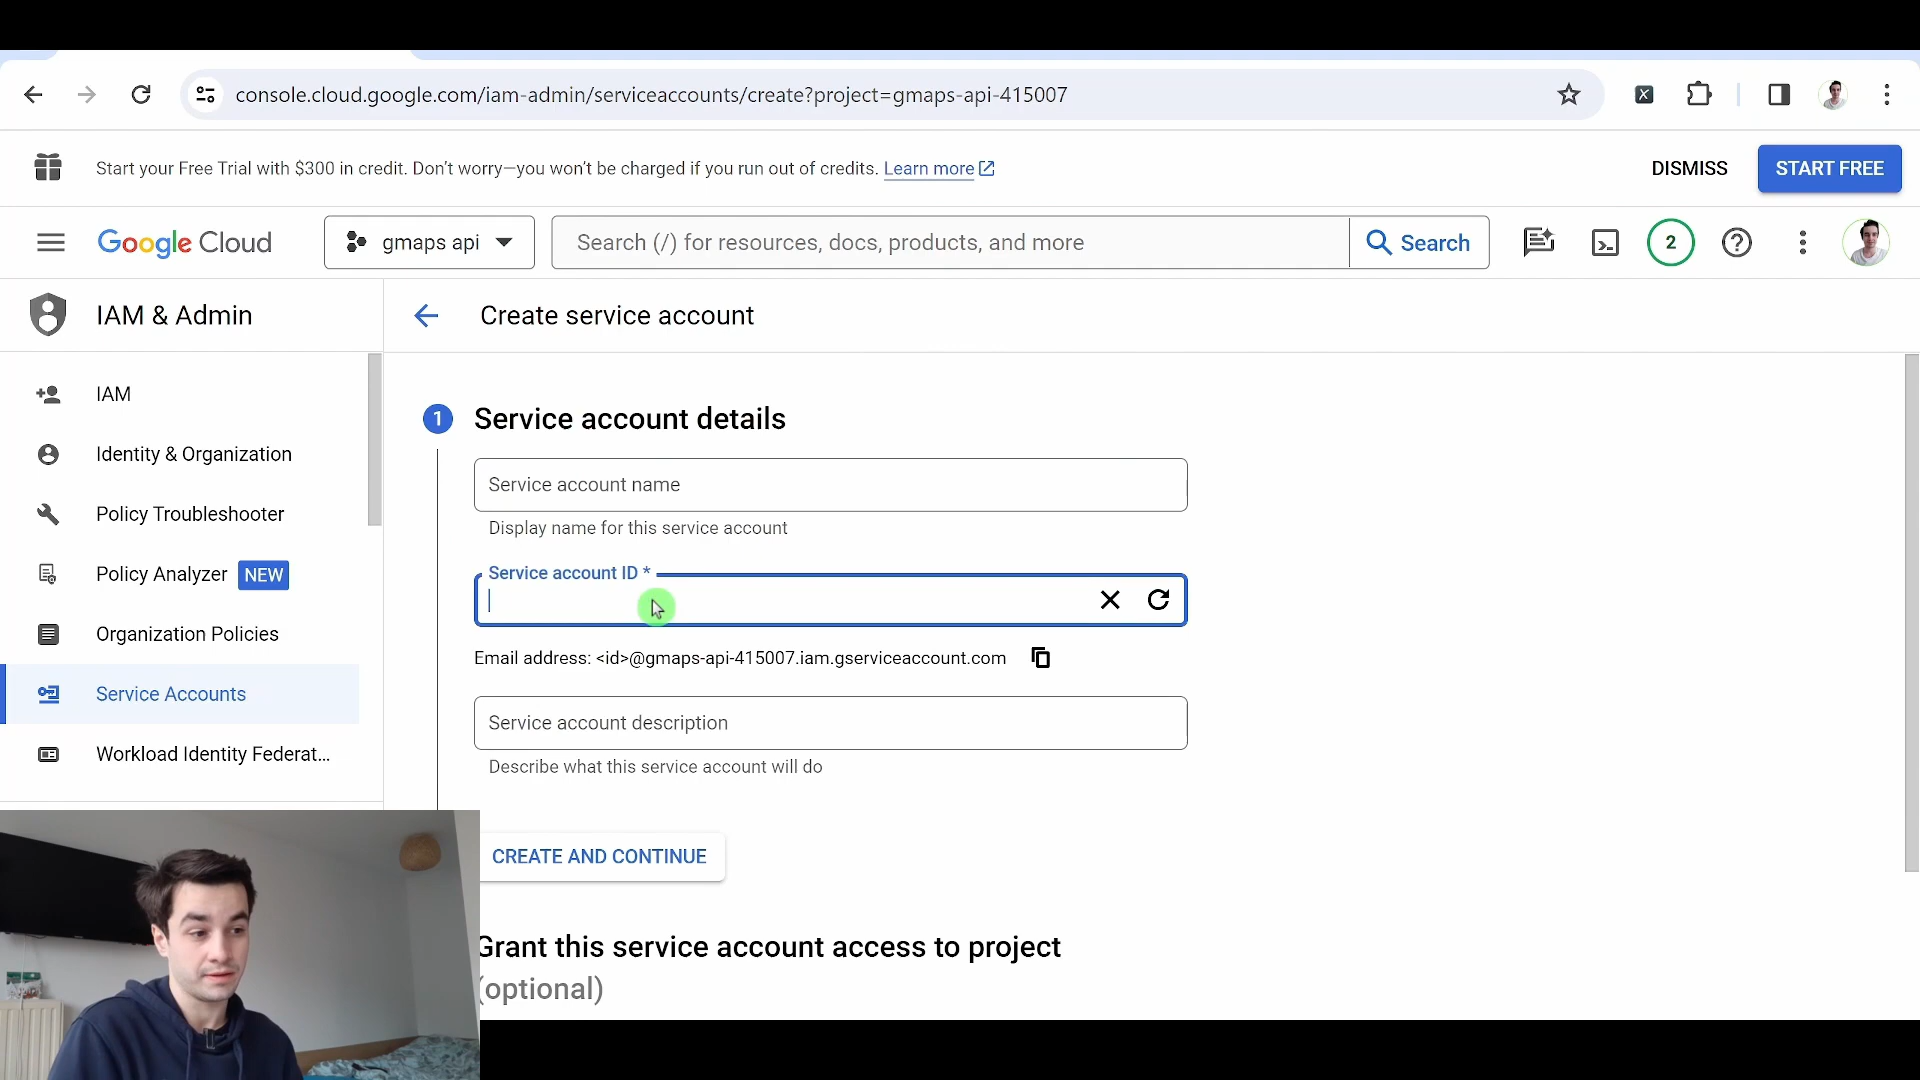 console.cloud.google.com/iam-admin/serviceaccounts/create?project=gmaps-api-415007
Start your Free Trial with $300 in credit. Don't worry—you won't be charged if you run out of credits. Learn more
DISMISS
START FREE
Google Cloud
gmaps api
Search (/) for resources, docs, products, and more
Search
2
IAM & Admin
Create service account
IAM
Identity & Organization
Policy Troubleshooter
Policy Analyzer NEW
Organization Policies
Service Accounts
Workload Identity Federat...
1 Service account details
Service account name
Display name for this service account
Service account ID *
Email address: <id>@gmaps-api-415007.iam.gserviceaccount.com
Service account description
Describe what this service account will do
CREATE AND CONTINUE
Grant this service account access to project
(optional)